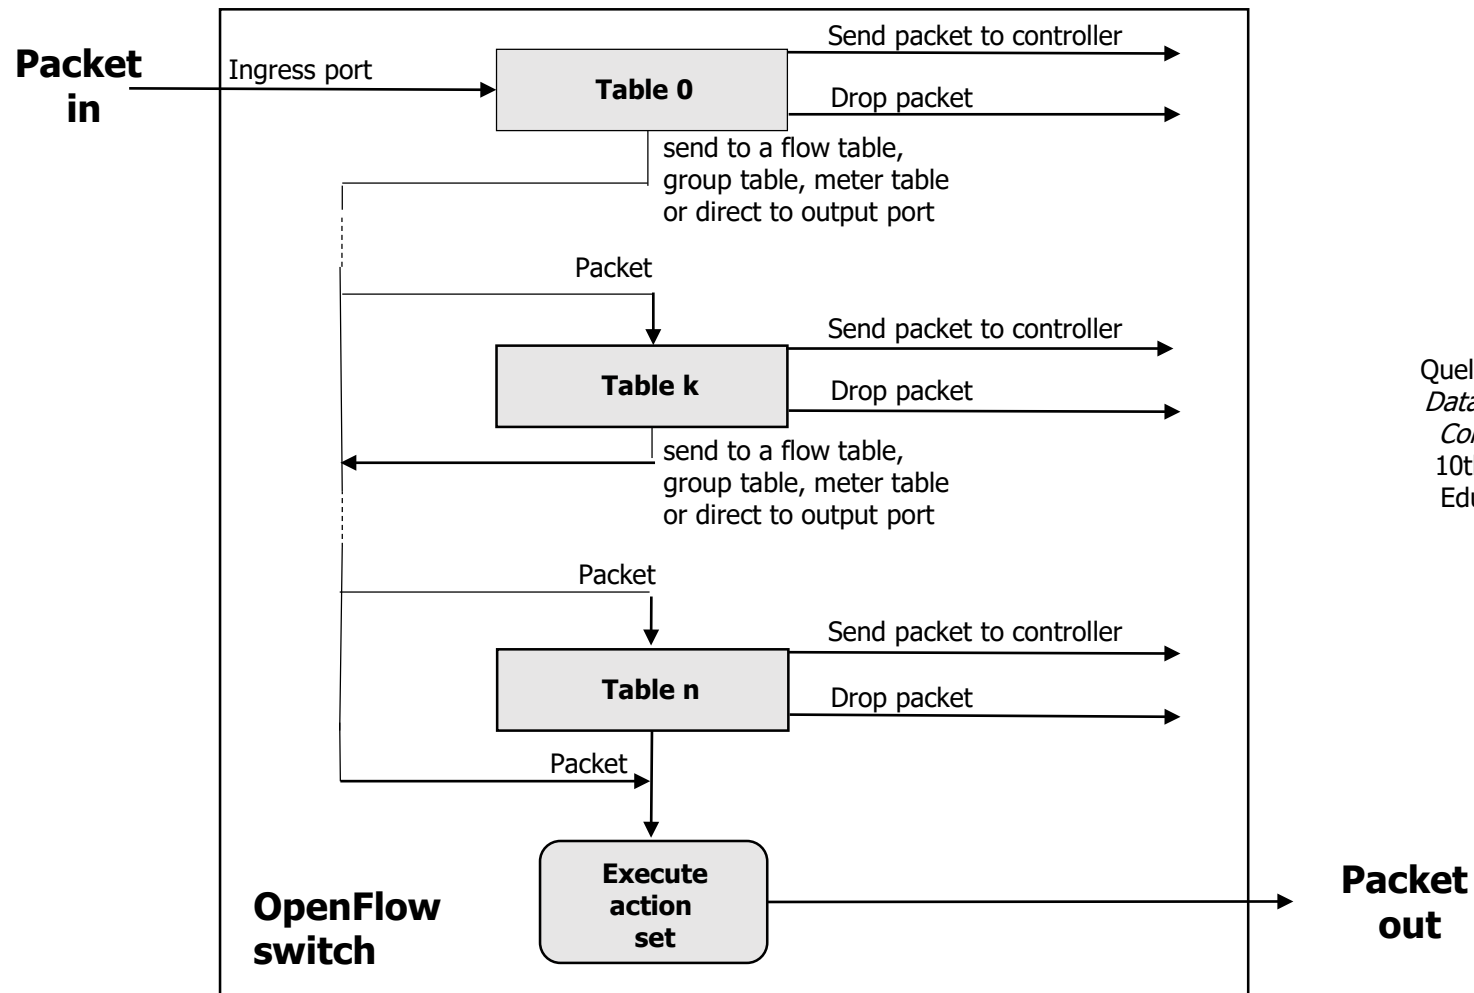 Packet
in
Ingress port
Table 0
Send packet to controller
Drop packet
send to a flow table,
group table, meter table
or direct to output port
Packet
Table k
Send packet to controller
Drop packet
send to a flow table,
group table, meter table
or direct to output port
Packet
Table n
Send packet to controller
Drop packet
Packet
Execute
action
set
OpenFlow
switch
Packet
out
Quel
Data
10t